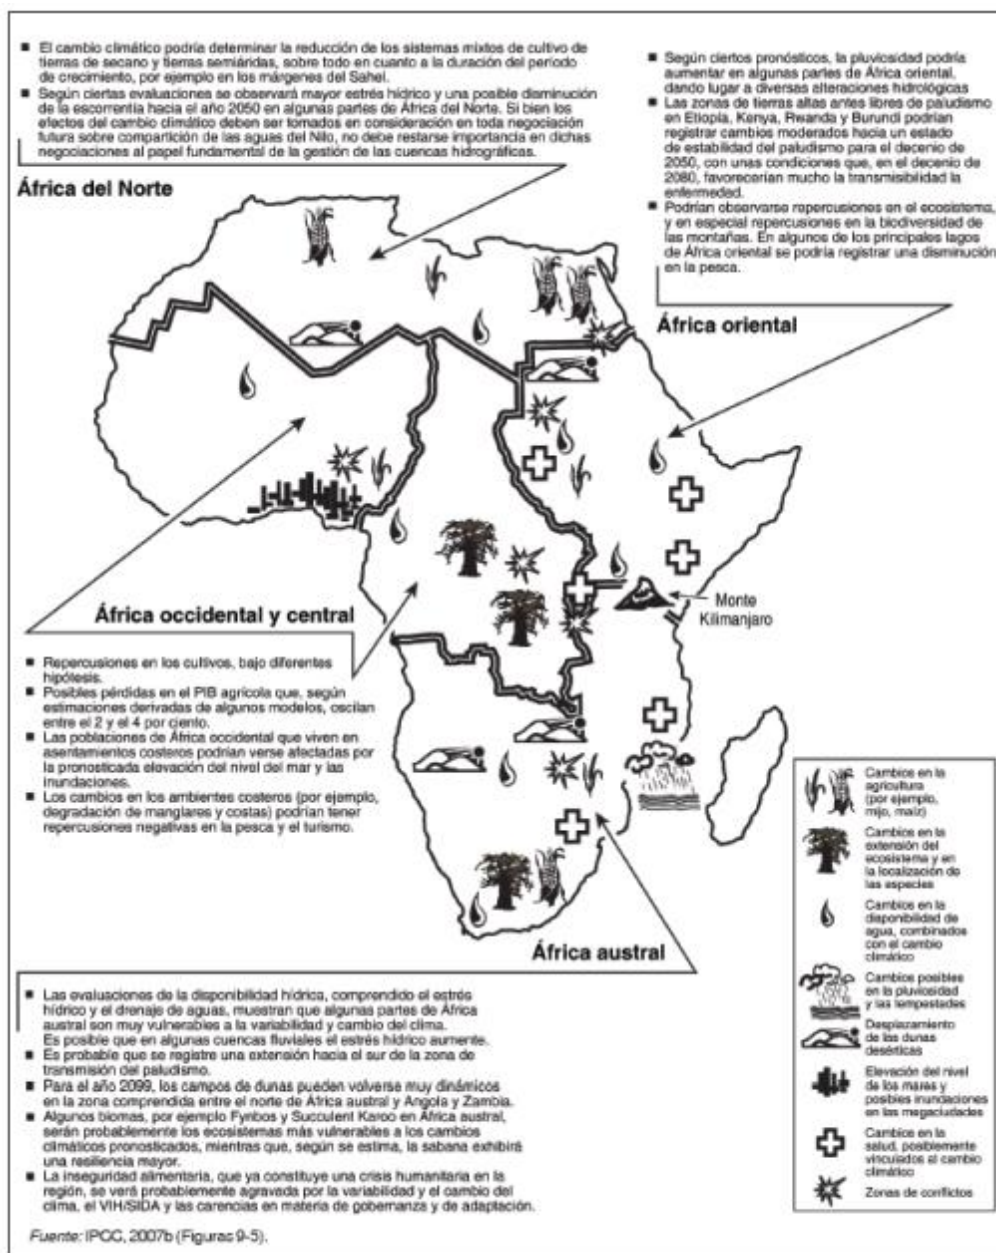 ■ El cambio climático podría determinar la reducción de los sistemas mixtos de cultivo de
tierras de secano y tierras semiáridas, sobre todo en cuanto a la duración del período
de crecimiento, por ejemplo en los márgenes del Sahel.
■ Según ciertas evaluaciones se observará mayor estrés hídrico y una posible disminución
de la escorrentía hacia el año 2050 en algunas partes de África del Norte. Si bien los
efectos del cambio climático deben ser tomados en consideración en toda negociación
futura sobre compartición de las aguas del Nilo, no debe restarse importancia en dichas
negociaciones al papel fundamental de la gestión de las cuencas hidrográficas.
África del Norte
■ Según ciertos pronósticos, la pluviosidad podría
aumentar en algunas partes de África oriental,
dando lugar a diversas alteraciones hidrológicas
■ Las zonas de tierras altas antes libres de paludismo
en Etiopía, Kenya, Rwanda y Burundi podrían
registrar cambios moderados hacia un estado
de estabilidad del paludismo para el decenio de
2050, con unas condiciones que, en el decenio de
2080, favorecerían mucho la transmisibilidad la
enfermedad.
■ Podrían observarse repercusiones en el ecosistema,
y en especial repercusiones en la biodiversidad de
las montañas. En algunos de los principales lagos
de África oriental se podría registrar una disminución
en la pesca.
África oriental
Monte
Kilimanjaro
África occidental y central
■ Repercusiones en los cultivos, bajo diferentes
hipótesis.
■ Posibles pérdidas en el PIB agrícola que, según
estimaciones derivadas de algunos modelos, oscilan
entre el 2 y el 4 por ciento.
■ Las poblaciones de África occidental que viven en
asentamientos costeros podrían verse afectadas por
la pronosticada elevación del nivel del mar y las
inundaciones.
■ Los cambios en los ambientes costeros (por ejemplo,
degradación de manglares y costas) podrían tener
repercusiones negativas en la pesca y el turismo.
África austral
■ Las evaluaciones de la disponibilidad hídrica, comprendido el estrés
hídrico y el drenaje de aguas, muestran que algunas partes de África
austral son muy vulnerables a la variabilidad y cambio del clima.
Es posible que en algunas cuencas fluviales el estrés hídrico aumente.
■ Es probable que se registre una extensión hacia el sur de la zona de
transmisión del paludismo.
■ Para el año 2099, los campos de dunas pueden volverse muy dinámicos
en la zona comprendida entre el norte de África austral y Angola y Zambia.
■ Algunos biomas, por ejemplo Fynbos y Succulent Karoo en África austral,
serán probablemente los ecosistemas más vulnerables a los cambios
climáticos pronosticados, mientras que, según se estima, la sabana exhibirá
una resiliencia mayor.
■ La inseguridad alimentaria, que ya constituye una crisis humanitaria en la
región, se verá probablemente agravada por la variabilidad y el cambio del
clima, el VIH/SIDA y las carencias en materia de gobernanza y de adaptación.
Cambios en la
agricultura
(por ejemplo,
mijo, maíz)
Cambios en la
extensión del
ecosistema y en
la localización de
las especies
Cambios en la
disponibilidad de
agua, combinados
con el cambio
climático
Cambios posibles
en la pluviosidad
y las tempestades
Desplazamiento
de las dunas
desérticas
Elevación del nivel
de los mares y
posibles inundaciones
en las megaciudades
Cambios en la
salud, posiblemente
vinculados al cambio
climático
Zonas de conflictos
Fuente: IPCC, 2007b (Figuras 9-5).